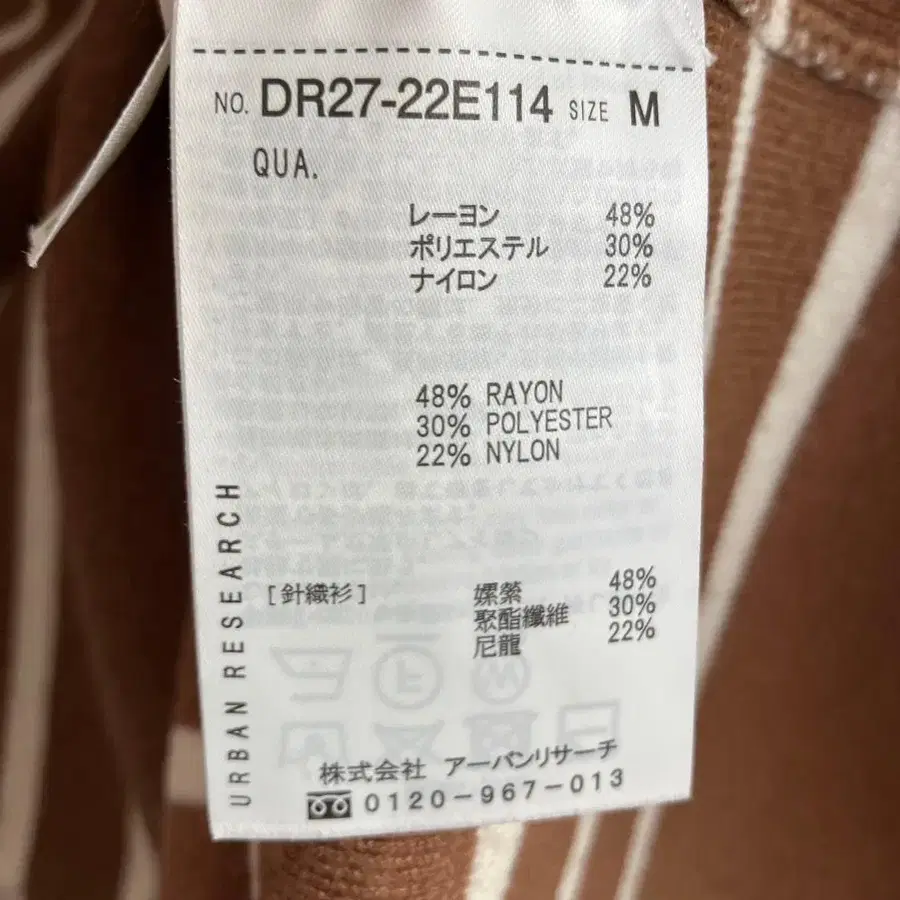 NO. DR27-22E114 SIZE M
QUA.
レーヨン 48%
ポリエステル 30%
ナイロン 22%
48% RAYON
30% POLYESTER
22% NYLON
URBAN RESEARCH
[針織衫] 嫘縈 48%
聚酯纖維 30%
尼龍 22%
株式会社 アーバンリサーチ
0120-967-013